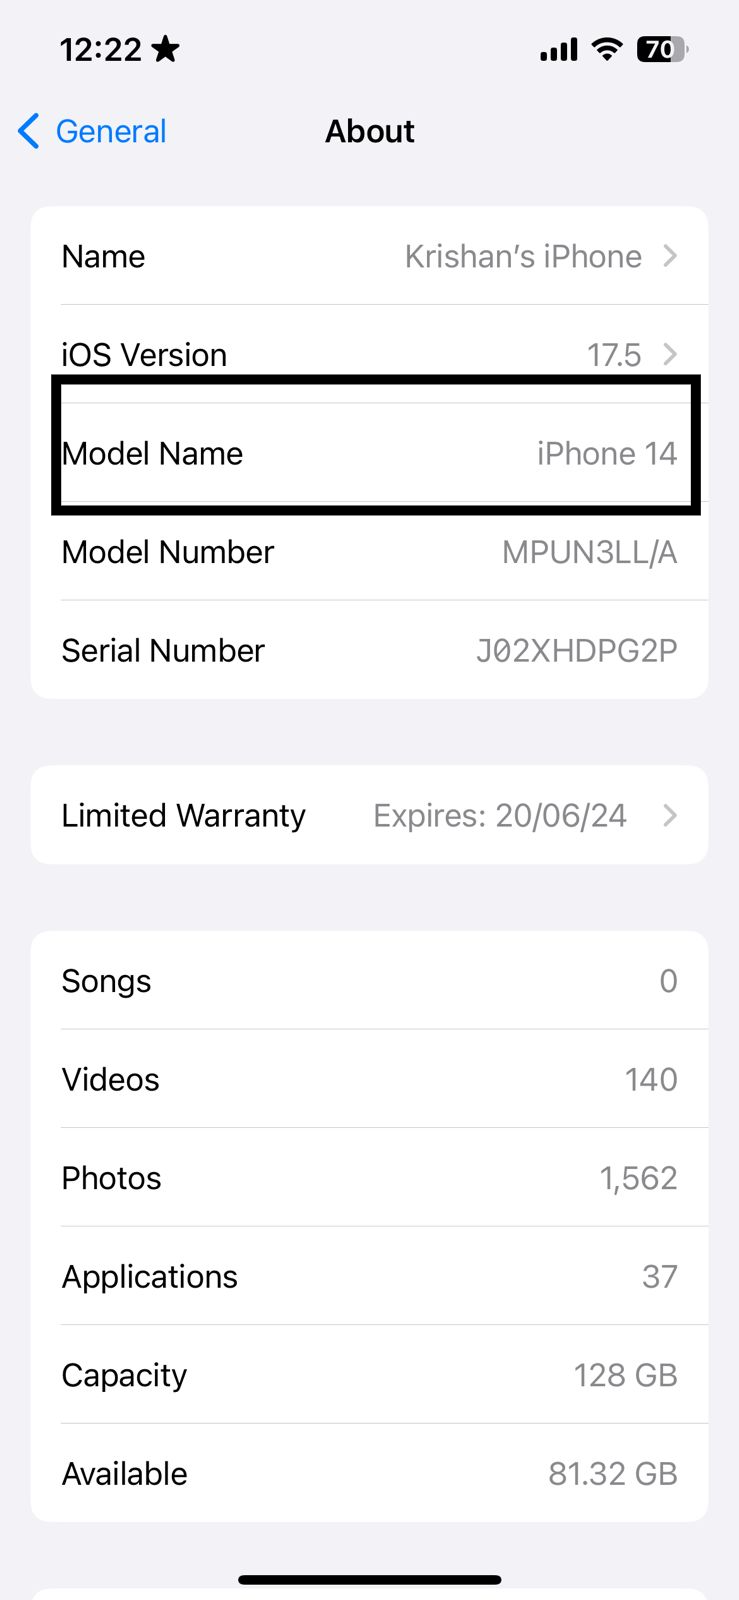 12:22 ★ 70
General About
Name Krishan’s iPhone
iOS Version 17.5
Model Name iPhone 14
Model Number MPUN3LL/A
Serial Number J02XHDPG2P
Limited Warranty Expires: 20/06/24
Songs 0
Videos 140
Photos 1,562
Applications 37
Capacity 128 GB
Available 81.32 GB